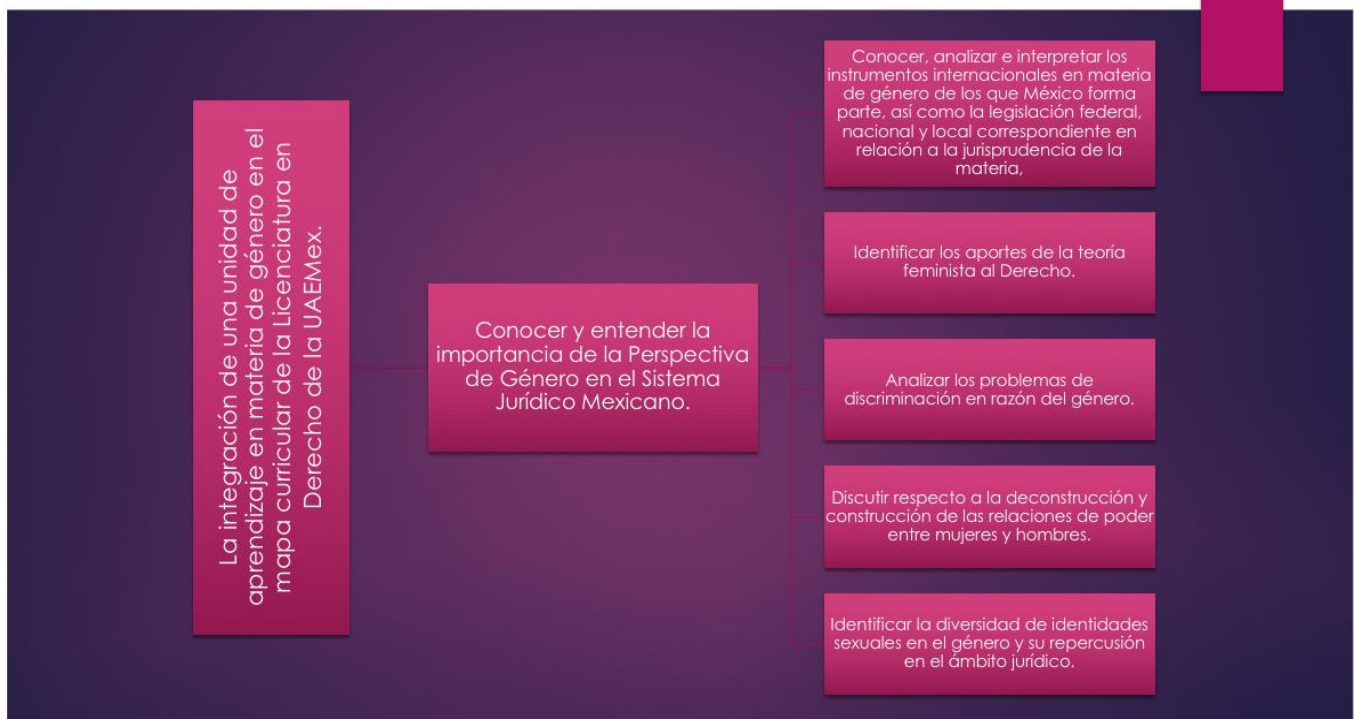 La integración de una unidad de
aprendizaje en materia de género en el
mapa curricular de la Licenciatura en
Derecho de la UAEMex.
Conocer y entender la
importancia de la Perspectiva
de Género en el Sistema
Jurídico Mexicano.
Conocer, analizar e interpretar los
instrumentos internacionales en materia
de género de los que México forma
parte, así como la legislación federal,
nacional y local correspondiente en
relación a la jurisprudencia de la
materia,
Identificar los aportes de la teoría
feminista al Derecho.
Analizar los problemas de
discriminación en razón del género.
Discutir respecto a la deconstrucción y
construcción de las relaciones de poder
entre mujeres y hombres.
Identificar la diversidad de identidades
sexuales en el género y su repercusión
en el ámbito jurídico.